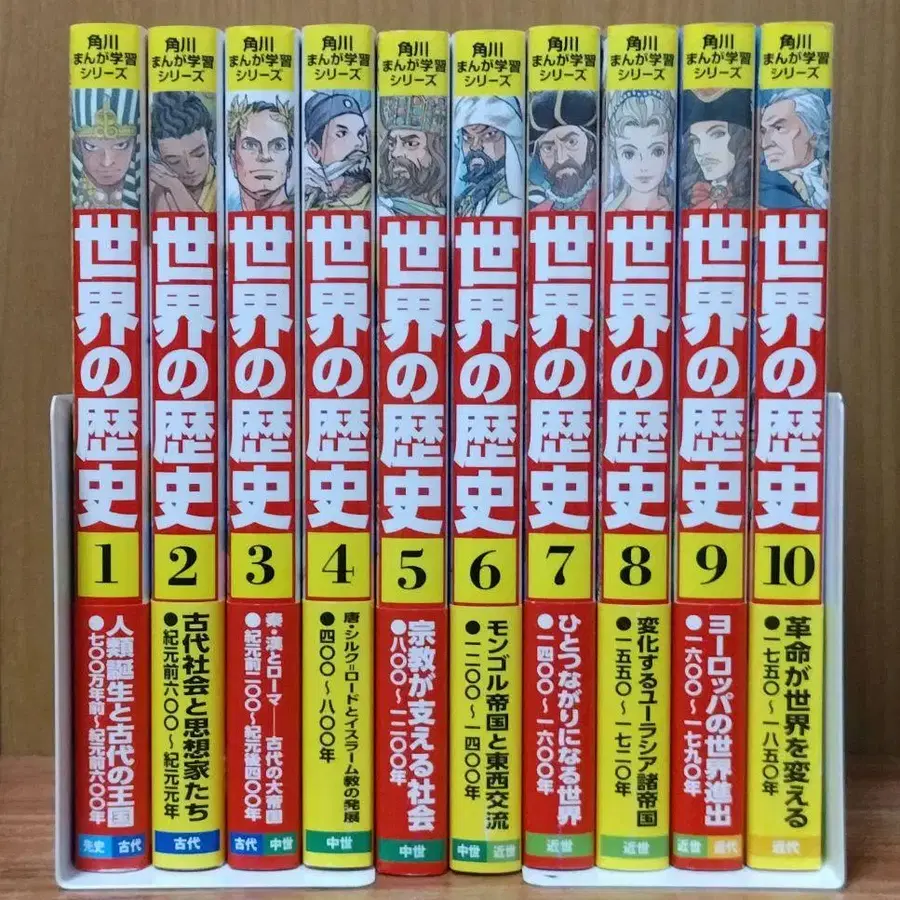 角川
まんが学習
シリーズ
世界の歴史
1
人類誕生と古代の王国
●七〇〇万年前～紀元前六〇〇年
先史 古代
角川
まんが学習
シリーズ
世界の歴史
2
古代社会と思想家たち
●紀元前六〇〇～紀元元年
古代
角川
まんが学習
シリーズ
世界の歴史
3
秦・漢とローマ――古代の大帝国
●紀元前二〇〇～紀元後四〇〇年
古代 中世
角川
まんが学習
シリーズ
世界の歴史
4
唐・シルク=ロードとイスラーム教の発展
●四〇〇～八〇〇年
中世
角川
まんが学習
シリーズ
世界の歴史
5
宗教が支える社会
●八〇〇～一二〇〇年
中世
角川
まんが学習
シリーズ
世界の歴史
6
モンゴル帝国と東西交流
●一二〇〇～一四〇〇年
中世 近世
角川
まんが学習
シリーズ
世界の歴史
7
ひとつながりになる世界
●一四〇〇～一六〇〇年
近世
角川
まんが学習
シリーズ
世界の歴史
8
変化するユーラシア諸帝国
●一五五〇～一七二〇年
近世
角川
まんが学習
シリーズ
世界の歴史
9
ヨーロッパの世界進出
●一六〇〇～一七九〇年
近世 近代
角川
まんが学習
シリーズ
世界の歴史
10
革命が世界を変える
●一七五〇～一八五〇年
近代